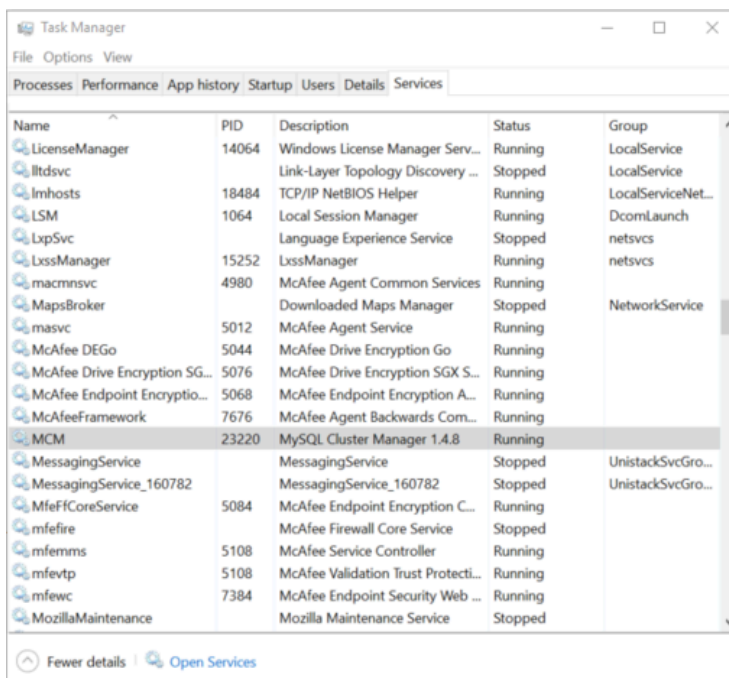 Task Manager
File Options View
Processes Performance App history Startup Users Details Services
Name PID Description Status Group
LicenseManager 14064 Windows License Manager Serv... Running LocalService
lltdsvc Link-Layer Topology Discovery ... Stopped LocalService
lmhosts 18484 TCP/IP NetBIOS Helper Running LocalServiceNet...
LSM 1064 Local Session Manager Running DcomLaunch
LxpSvc Language Experience Service Stopped netsvcs
LxssManager 15252 LxssManager Running netsvcs
macmnsvc 4980 McAfee Agent Common Services Running
MapsBroker Downloaded Maps Manager Stopped NetworkService
masvc 5012 McAfee Agent Service Running
McAfee DEGo 5044 McAfee Drive Encryption Go Running
McAfee Drive Encryption SG... 5076 McAfee Drive Encryption SGX S... Running
McAfee Endpoint Encryptio... 5068 McAfee Endpoint Encryption A... Running
McAfeeFramework 7676 McAfee Agent Backwards Com... Running
MCM 23220 MySQL Cluster Manager 1.4.8 Running
MessagingService MessagingService Stopped UnistackSvcGro...
MessagingService_160782 MessagingService_160782 Stopped UnistackSvcGro...
MfeFfCoreService 5084 McAfee Endpoint Encryption C... Running
mfefire McAfee Firewall Core Service Stopped
mfemms 5108 McAfee Service Controller Running
mfevtp 5108 McAfee Validation Trust Protecti... Running
mfewc 7384 McAfee Endpoint Security Web ... Running
MozillaMaintenance Mozilla Maintenance Service Stopped
Fewer details Open Services